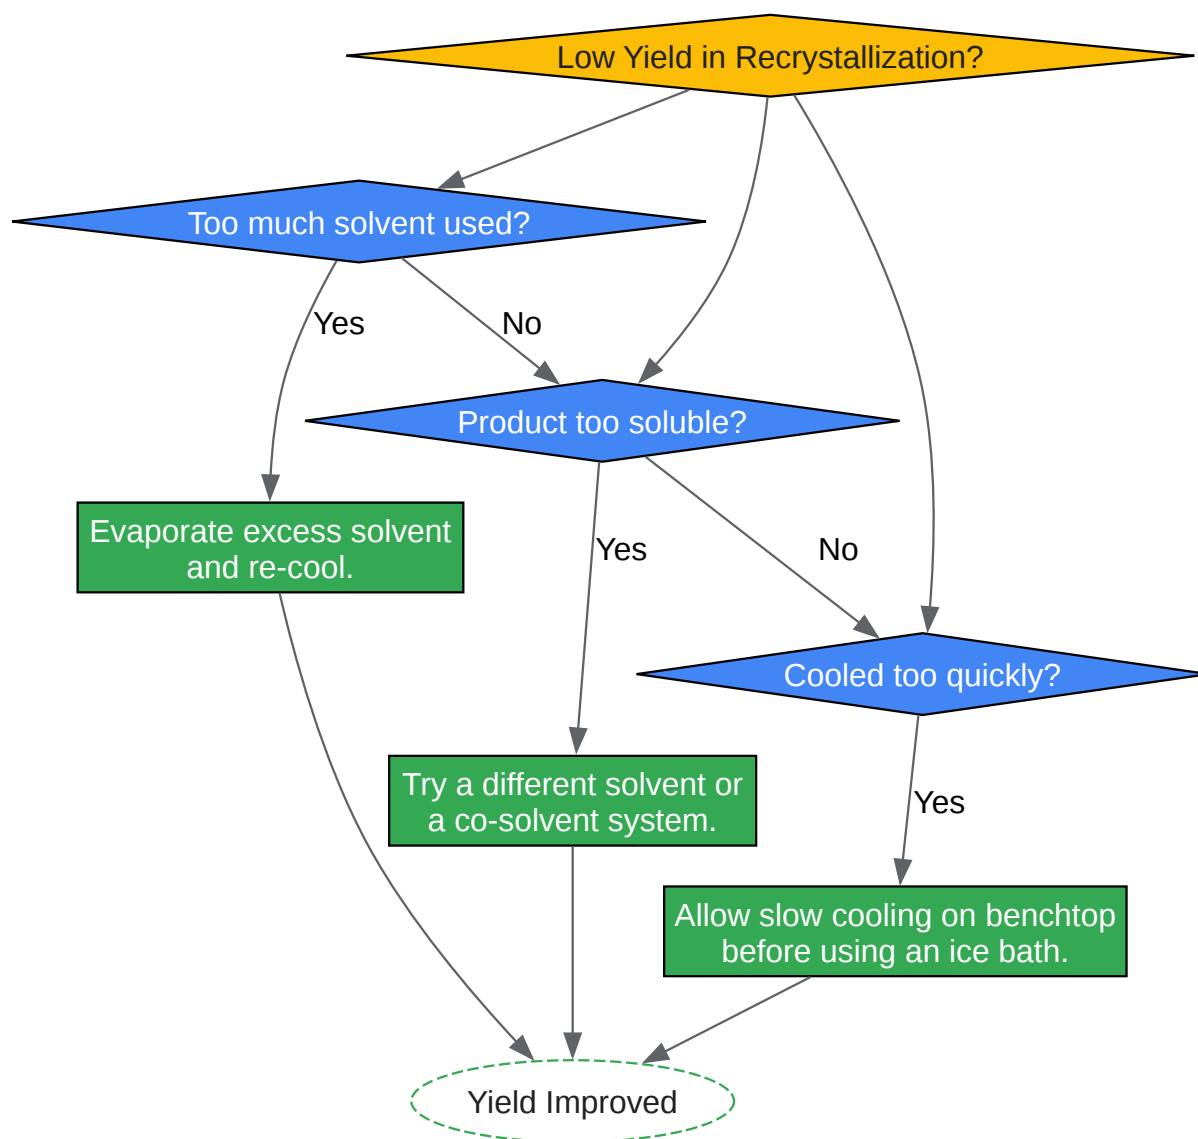 Low Yield in Recrystallization?
Too much solvent used?
Yes
No
Product too soluble?
Evaporate excess solvent
and re-cool.
Yes
No
Cooled too quickly?
Try a different solvent or
a co-solvent system.
Yes
Allow slow cooling on benchtop
before using an ice bath.
Yield Improved